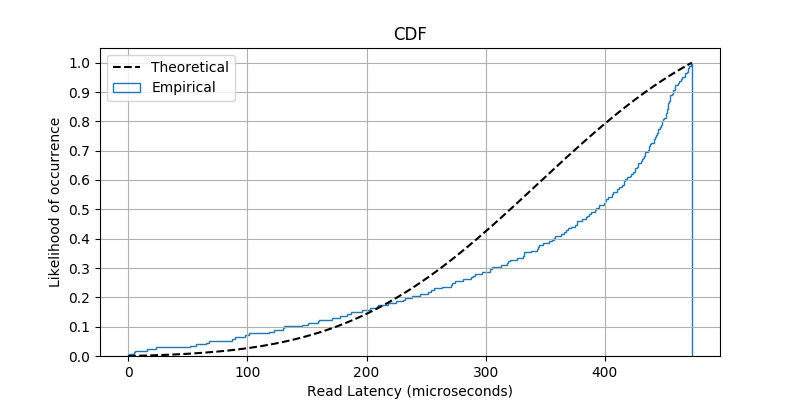 CDF
Theoretical
Empirical
Likelihood of occurrence
1.0
0.9
0.8
0.7
0.6
0.5
0.4
0.3
0.2
0.1
0.0
0 100 200 300 400
Read Latency (microseconds)